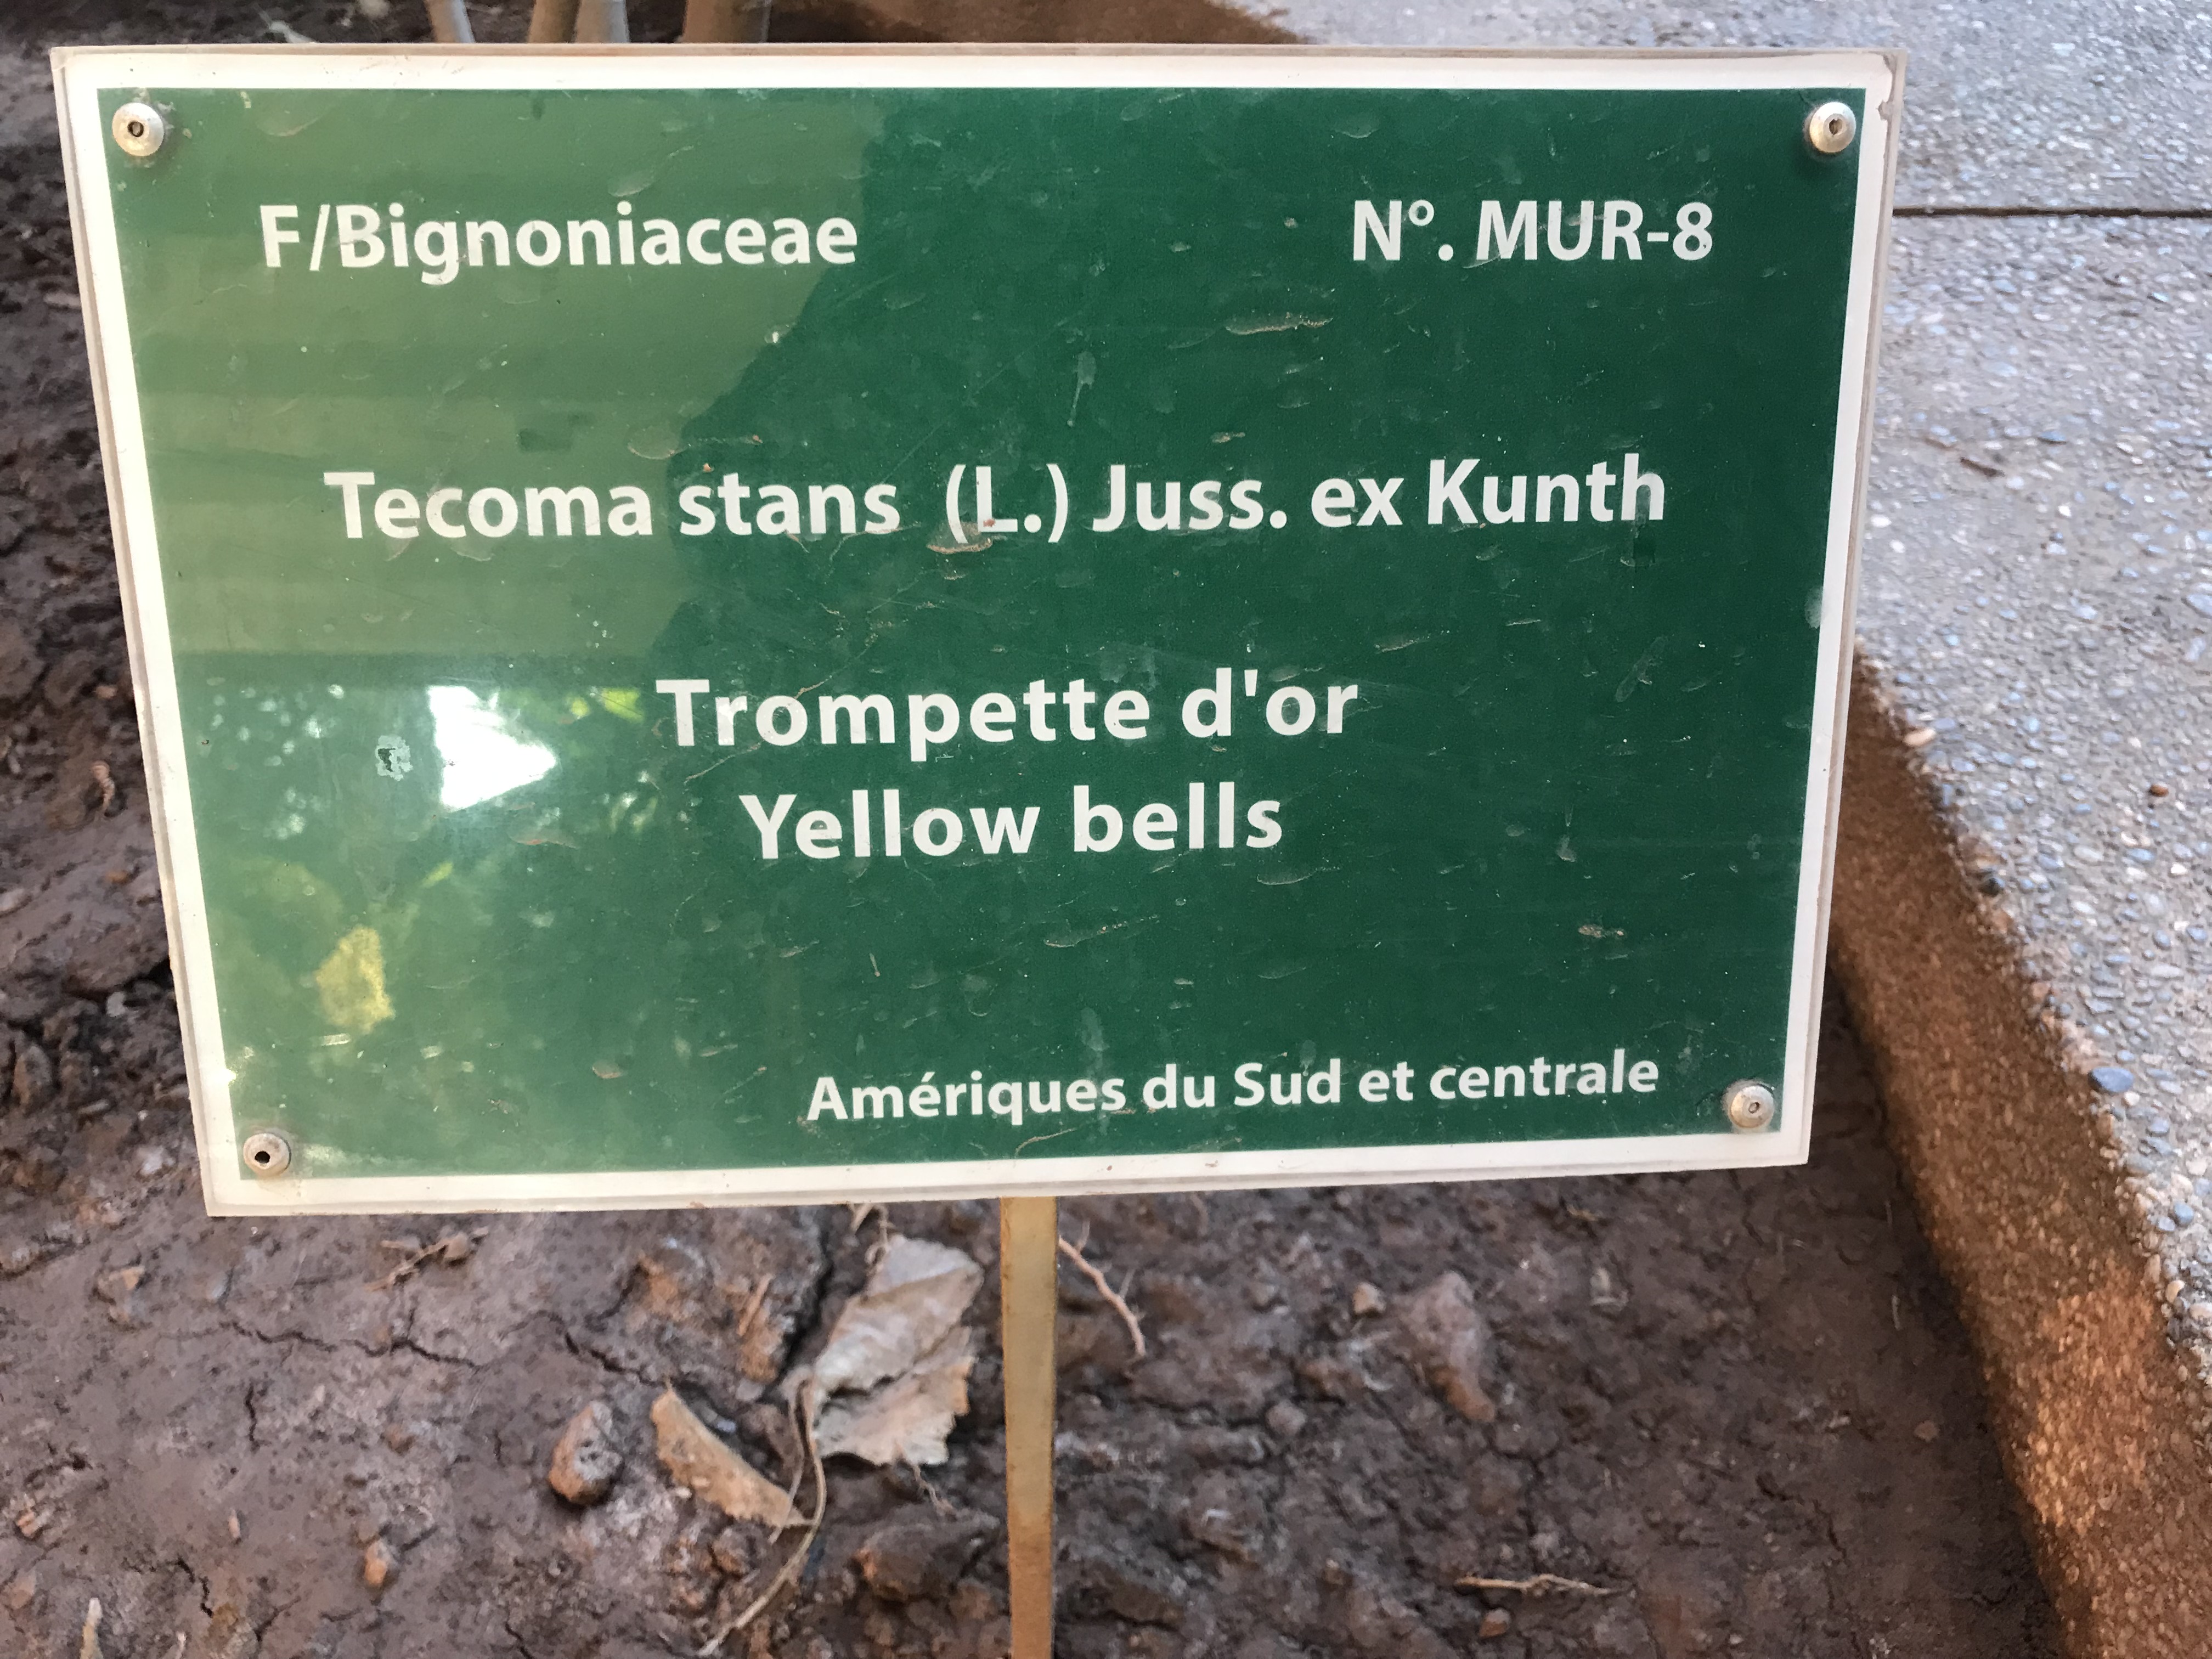 F/Bignoniaceae N°. MUR-8
Tecoma stans (L.) Juss. ex Kunth
Trompette d'or
Yellow bells
Amériques du Sud et centrale